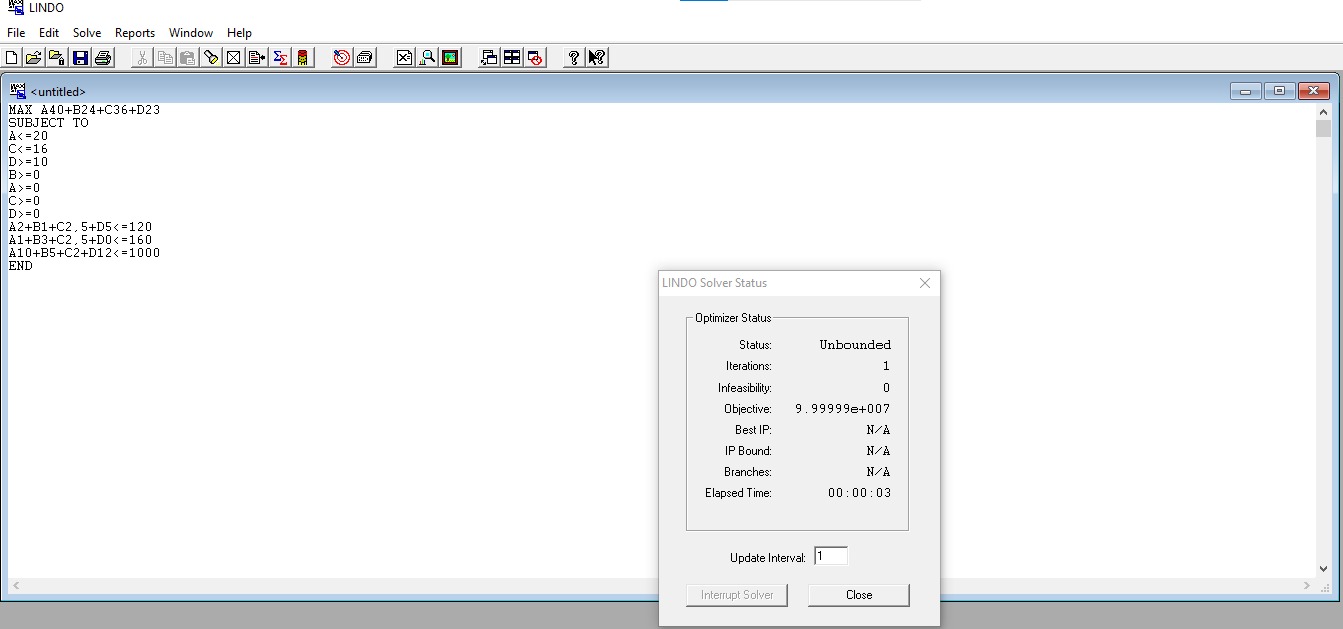 LINDO
File Edit Solve Reports Window Help
<untitled>
MAX A40+B24+C36+D23
SUBJECT TO
A<=20
C<=16
D>=10
B>=0
A>=0
C>=0
D>=0
A2+B1+C2,5+D5<=120
A1+B3+C2,5+D0<=160
A10+B5+C2+D12<=1000
END
LINDO Solver Status
Optimizer Status
Status: Unbounded
Iterations: 1
Infeasibility: 0
Objective: 9.99999e+007
Best IP: N/A
IP Bound: N/A
Branches: N/A
Elapsed Time: 00:00:03
Update Interval: 1
Interrupt Solver Close